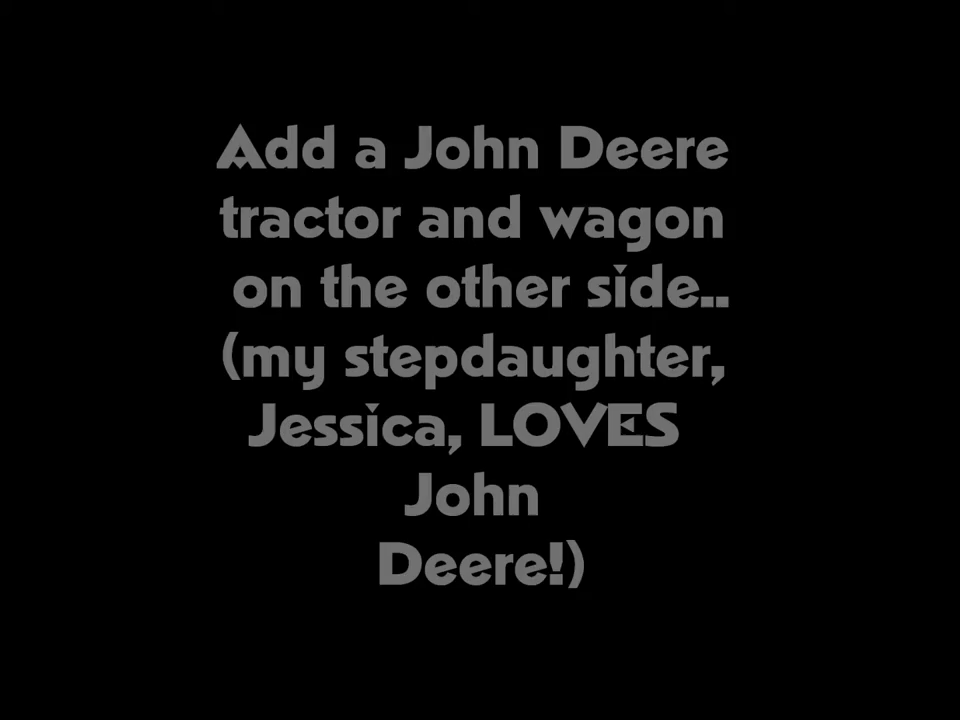 Add a John Deere
tractor and wagon
on the other side..
(my stepdaughter,
Jessica, LOVES
John
Deere!)